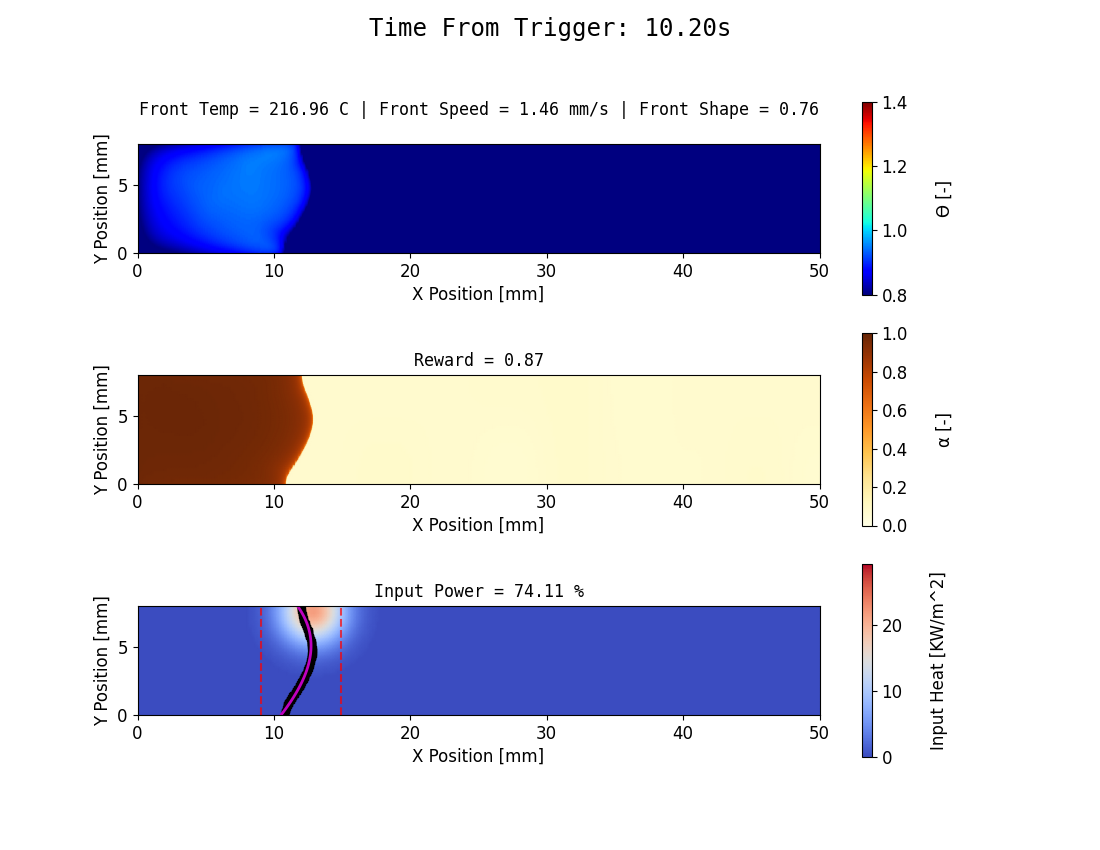 Time From Trigger: 10.20s
Front Temp = 216.96 C | Front Speed = 1.46 mm/s | Front Shape = 0.76
Y Position [mm]
5
0
0 10 20 30 40 50
X Position [mm]
1.4
1.2
1.0
0.8
Θ [-]
Reward = 0.87
Y Position [mm]
5
0
0 10 20 30 40 50
X Position [mm]
1.0
0.8
0.6
0.4
0.2
0.0
α [-]
Input Power = 74.11 %
Y Position [mm]
5
0
0 10 20 30 40 50
X Position [mm]
20
10
0
Input Heat [KW/m^2]